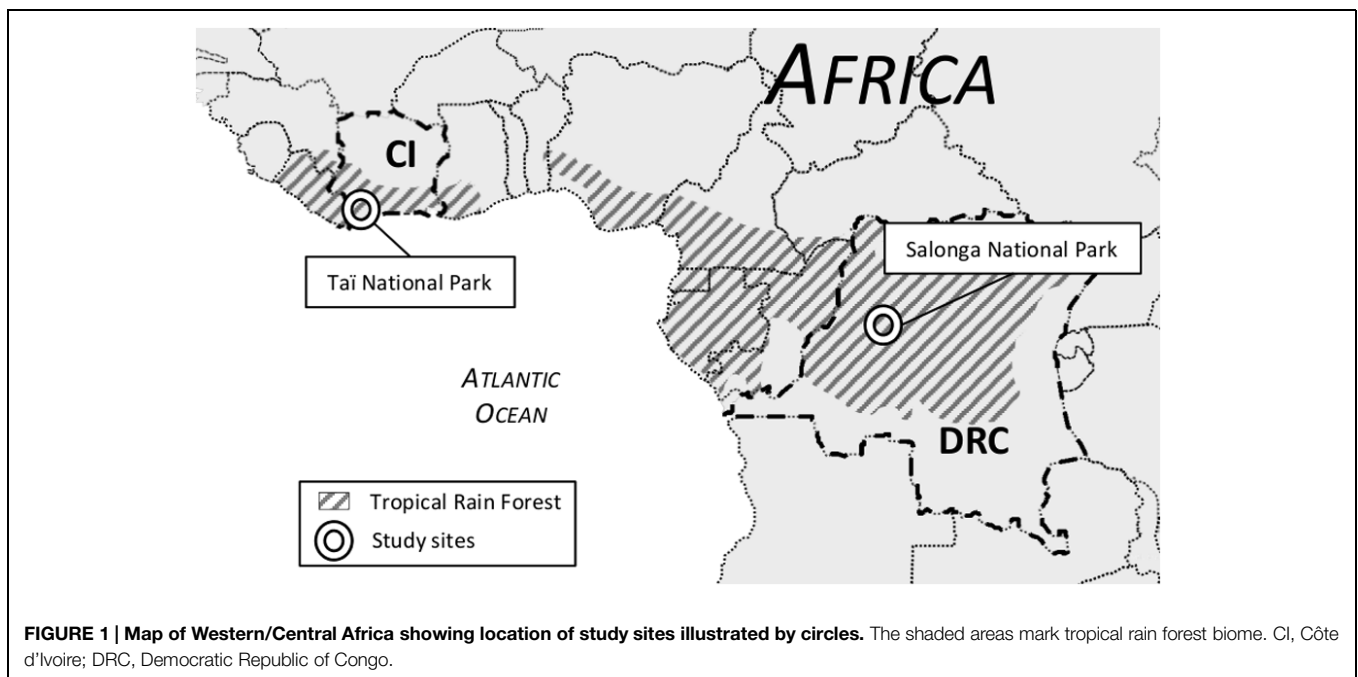 AFRICA
CI
Taï National Park
Salonga National Park
ATLANTIC
OCEAN
DRC
Tropical Rain Forest
Study sites
FIGURE 1 | Map of Western/Central Africa showing location of study sites illustrated by circles. The shaded areas mark tropical rain forest biome. CI, Côte
d'Ivoire; DRC, Democratic Republic of Congo.